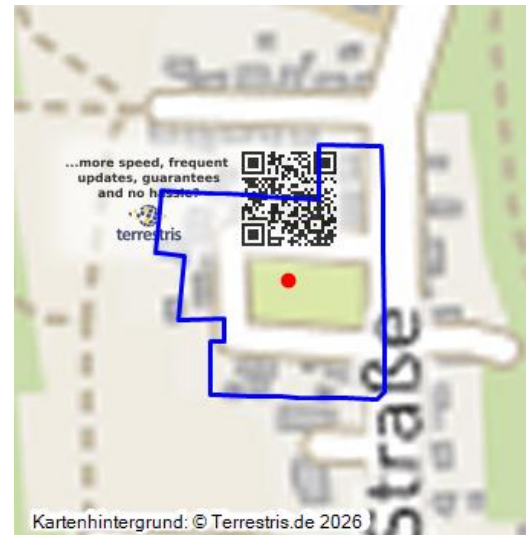 ...more speed, frequent
updates, guarantees
and no hassle?
terrestris
straße
Kartenhintergrund: © Terrestris.de 2026